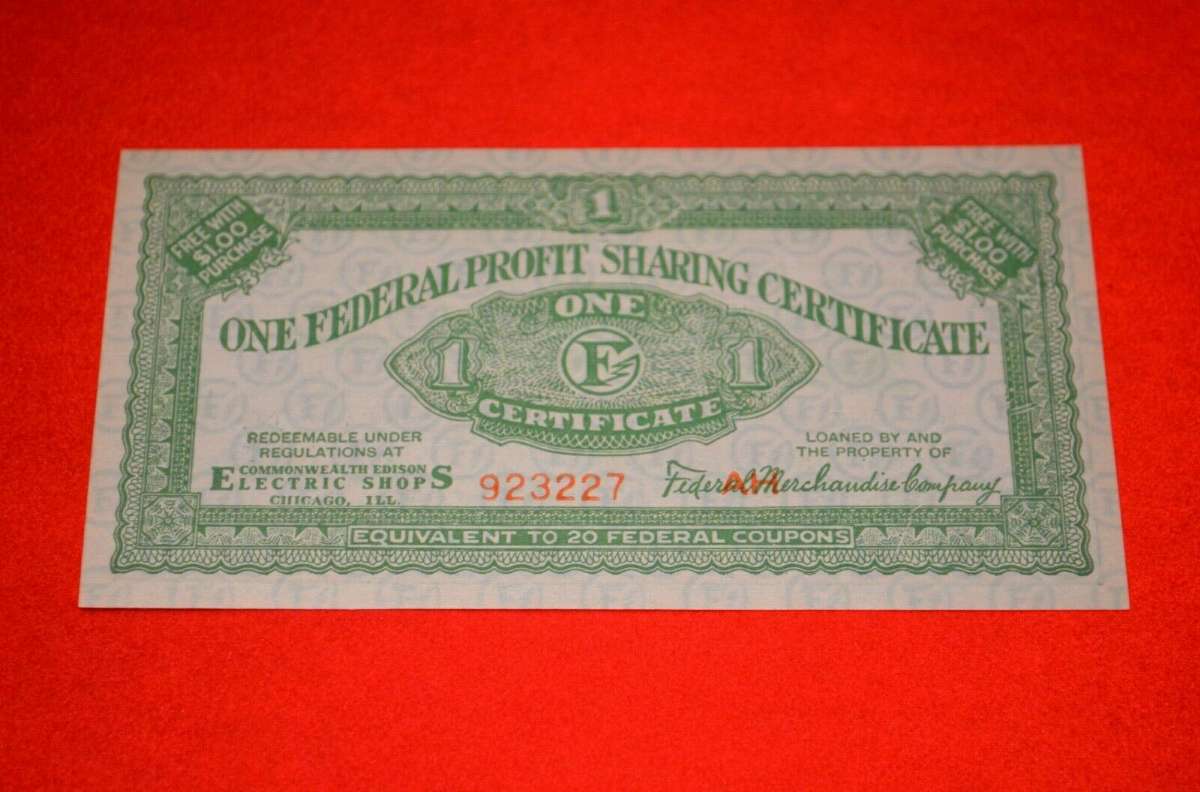 1
FREE WITH
$1.00
PURCHASE
FREE WITH
$1.00
PURCHASE
ONE FEDERAL PROFIT SHARING CERTIFICATE
ONE
1 F 1
CERTIFICATE
REDEEMABLE UNDER
REGULATIONS AT
COMMONWEALTH EDISON
ELECTRIC SHOPS
CHICAGO, ILL.
923227
LOANED BY AND
THE PROPERTY OF
Federal Merchandise Company
EQUIVALENT TO 20 FEDERAL COUPONS